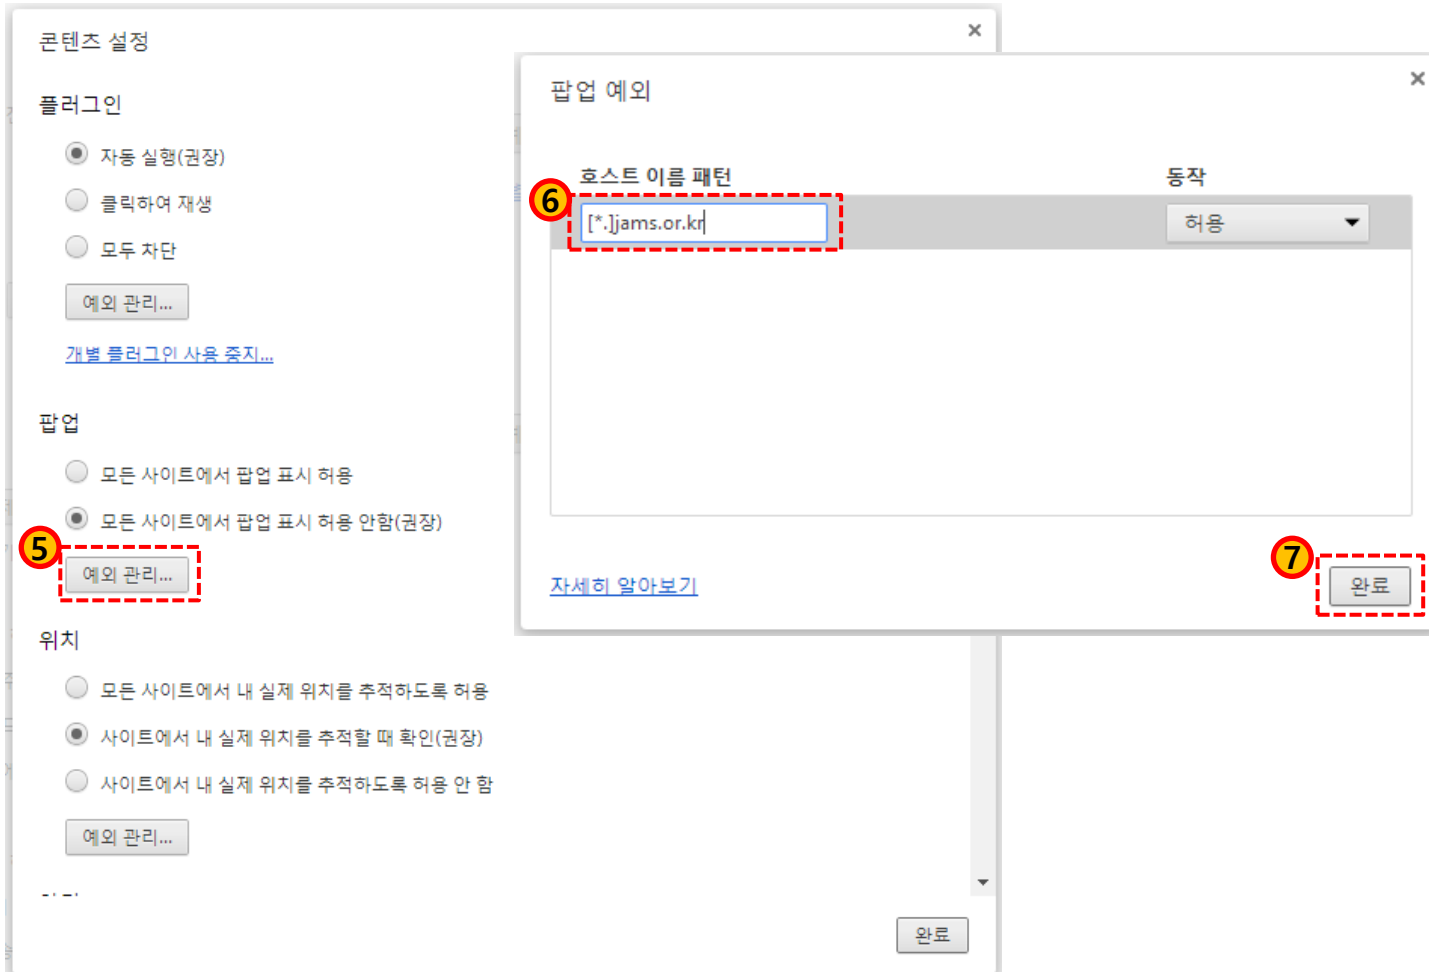 콘텐츠 설정
플러그인
자동 실행(권장)
클릭하여 재생
모두 차단
예외 관리...
개별 플러그인 사용 중지...
팝업
모든 사이트에서 팝업 표시 허용
모든 사이트에서 팝업 표시 허용 안함(권장)
5
예외 관리...
위치
모든 사이트에서 내 실제 위치를 추적하도록 허용
사이트에서 내 실제 위치를 추적할 때 확인(권장)
사이트에서 내 실제 위치를 추적하도록 허용 안 함
예외 관리...
완료
팝업 예외
호스트 이름 패턴 동작
6
[*.]jams.or.kr 허용
7
자세히 알아보기 완료